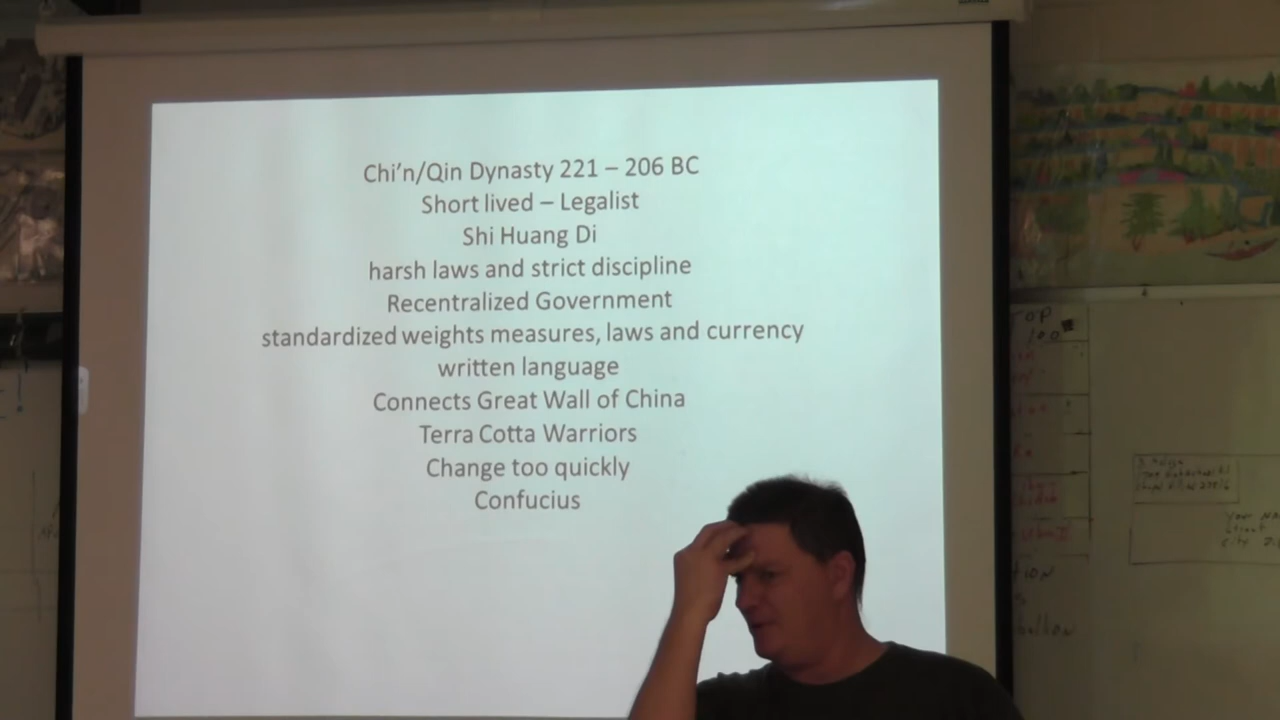 Chi'n/Qin Dynasty 221 – 206 BC
Short lived – Legalist
Shi Huang Di
harsh laws and strict discipline
Recentralized Government
standardized weights measures, laws and currency
written language
Connects Great Wall of China
Terra Cotta Warriors
Change too quickly
Confucius
TOP
100